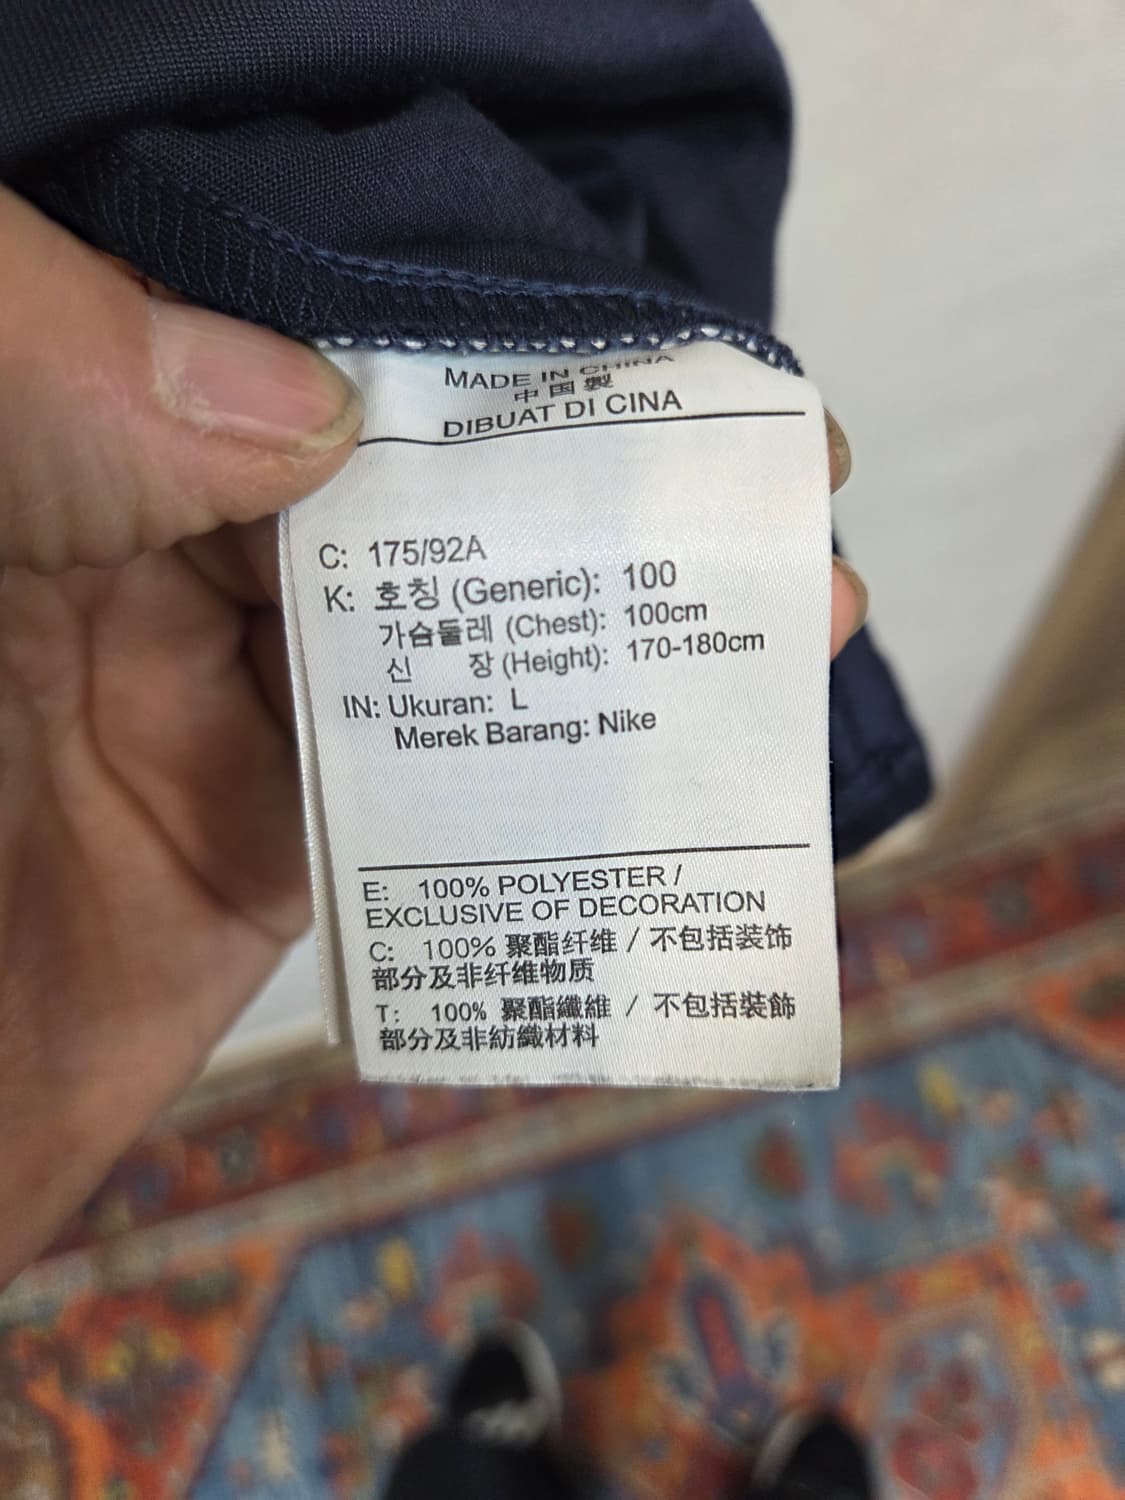 MADE IN CHINA
中国製
DIBUAT DI CINA
C: 175/92A
K: 호칭 (Generic): 100
가슴둘레 (Chest): 100cm
신 장 (Height): 170-180cm
IN: Ukuran: L
Merek Barang: Nike
E: 100% POLYESTER /
EXCLUSIVE OF DECORATION
C: 100% 聚酯纤维 / 不包括装饰
部分及非纤维物质
T: 100% 聚酯纖維 / 不包括裝飾
部分及非紡織材料